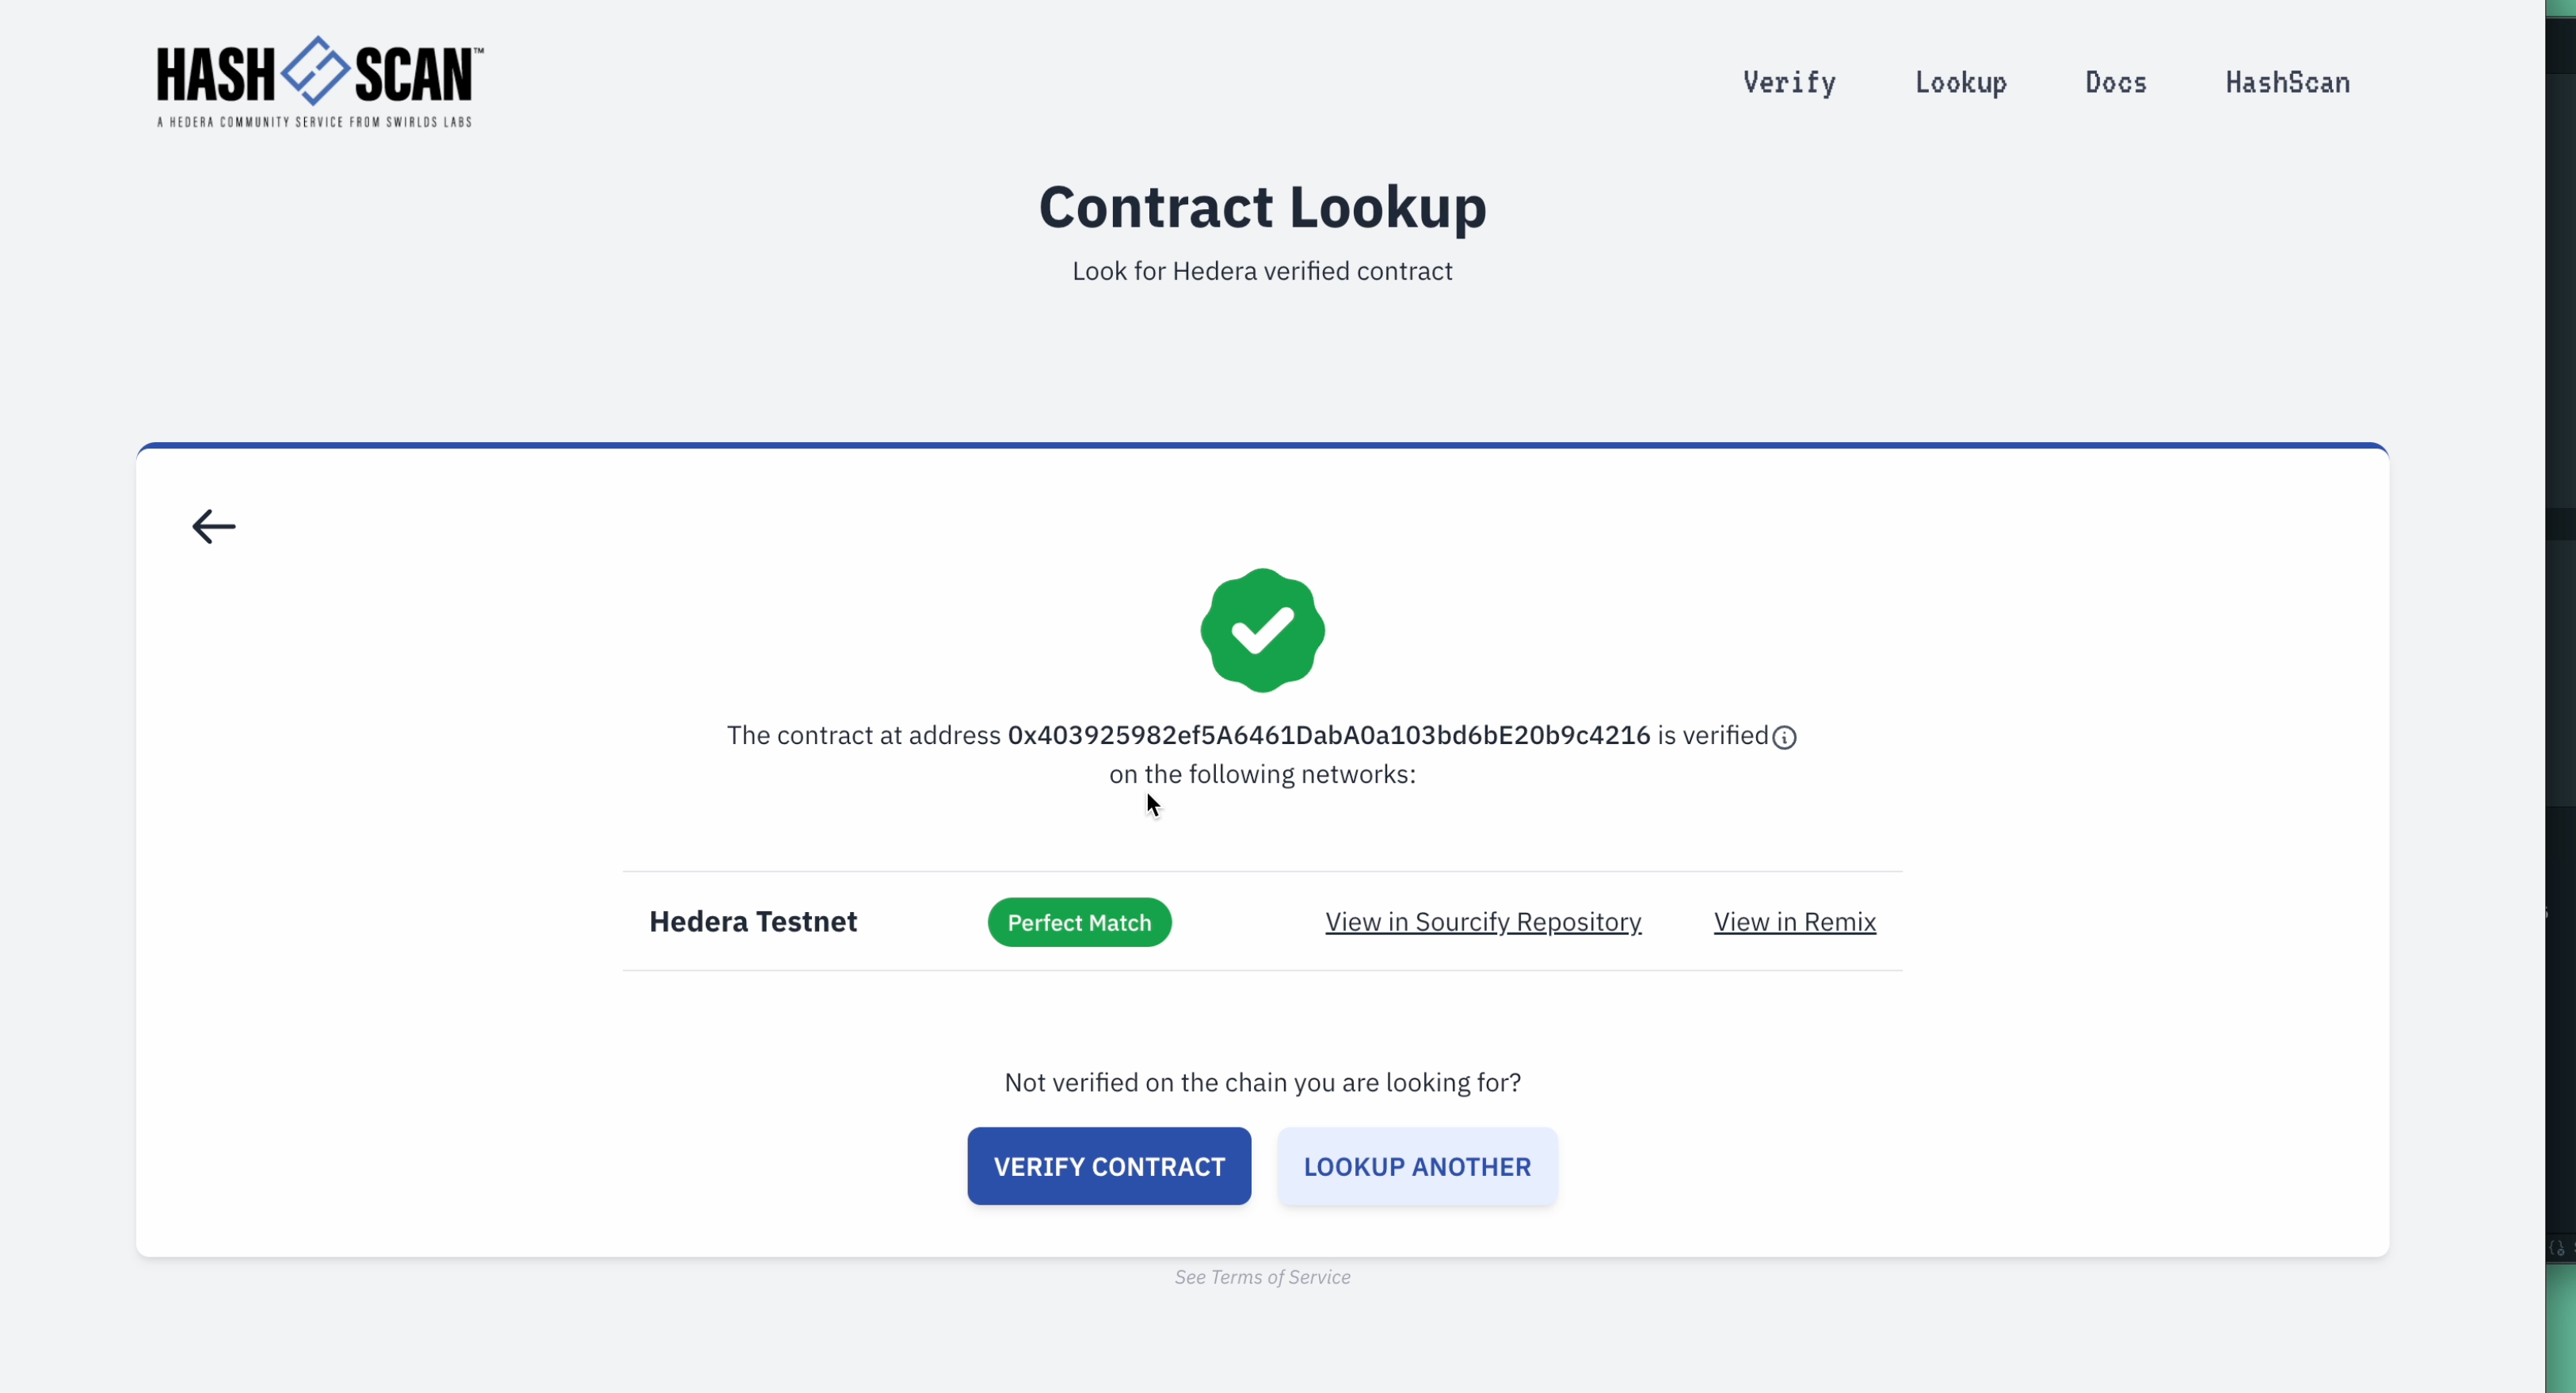 HASH SCAN™
A HEDERA COMMUNITY SERVICE FROM SWIRLDS LABS
Verify Lookup Docs HashScan
Contract Lookup
Look for Hedera verified contract
The contract at address 0x403925982ef5A6461DabA0a103bd6bE20b9c4216 is verified
on the following networks:
Hedera Testnet Perfect Match View in Sourcify Repository View in Remix
Not verified on the chain you are looking for?
VERIFY CONTRACT LOOKUP ANOTHER
See Terms of Service